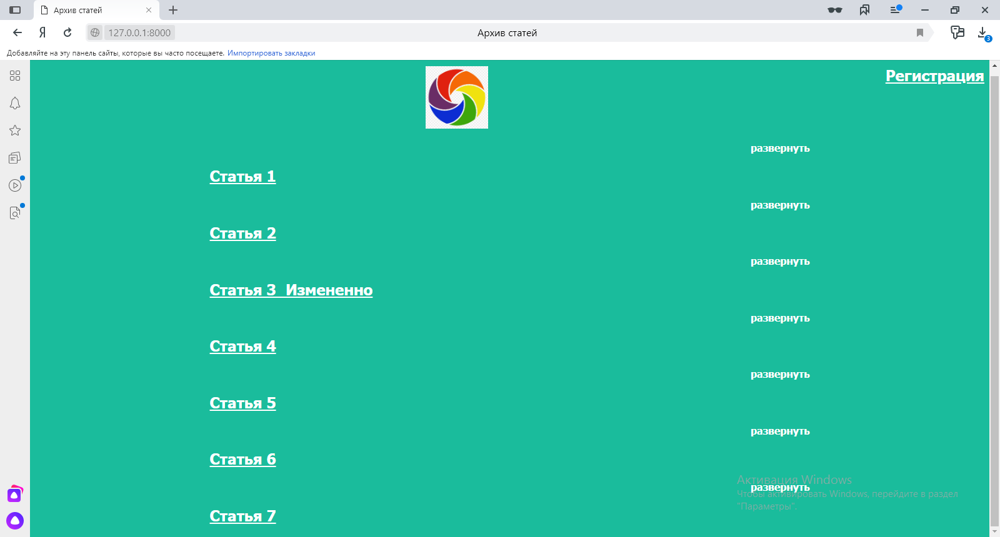 Архив статей
Я
127.0.0.1:8000
Архив статей
3
Добавляйте на эту панель сайты, которые вы часто посещаете. Импортировать закладки
Регистрация
развернуть
Статья 1
развернуть
Статья 2
развернуть
Статья 3 Измененно
развернуть
Статья 4
развернуть
Статья 5
развернуть
Статья 6
Активация Windows
развернуть
Чтобы активировать Windows, перейдите в раздел
"Параметры".
Статья 7